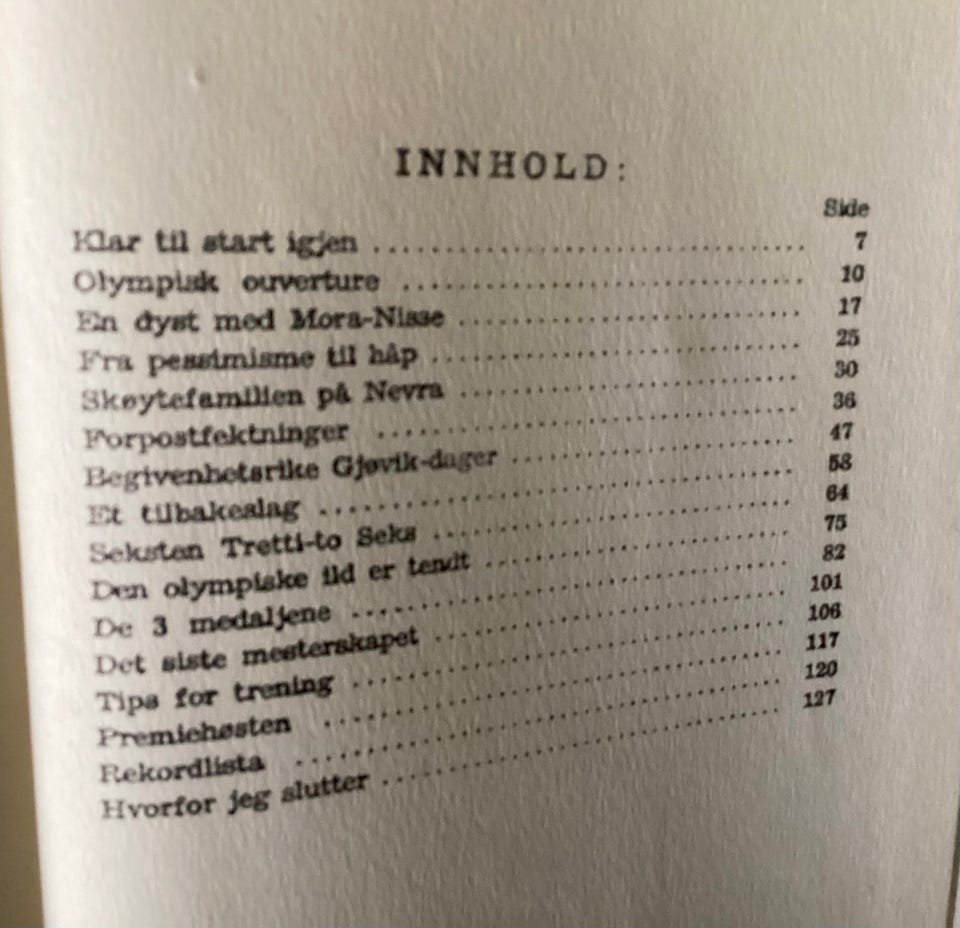 INNHOLD:
Side
Klar til start igjen .............................. 7
Olympisk ouverture ............................ 10
En dyst med Mora-Nisse ........................ 17
Fra pessimisme til håp .......................... 25
Skøytefamilien på Nevra ........................ 30
Forpostfektninger .............................. 36
Begivenhetsrike Gjøvik-dager .................... 47
Et tilbakeslag .................................. 58
Seksten Tretti-to Seks .......................... 64
Den olympiske ild er tendt ...................... 75
De 3 medaljene ................................ 82
Det siste mesterskapet .......................... 101
Tips for trening ................................ 106
Premiehøsten .................................. 117
Rekordlista .................................... 120
Hvorfor jeg slutter .............................. 127